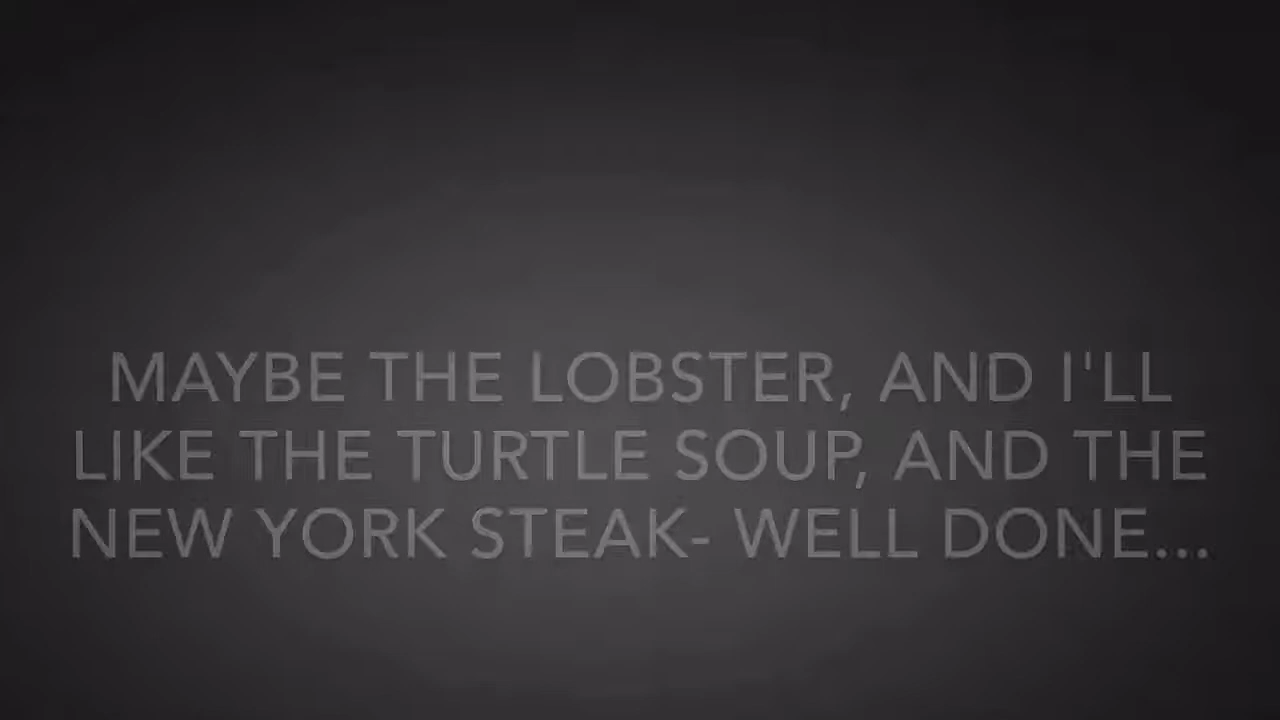 MAYBE THE LOBSTER, AND I'LL
LIKE THE TURTLE SOUP, AND THE
NEW YORK STEAK- WELL DONE...